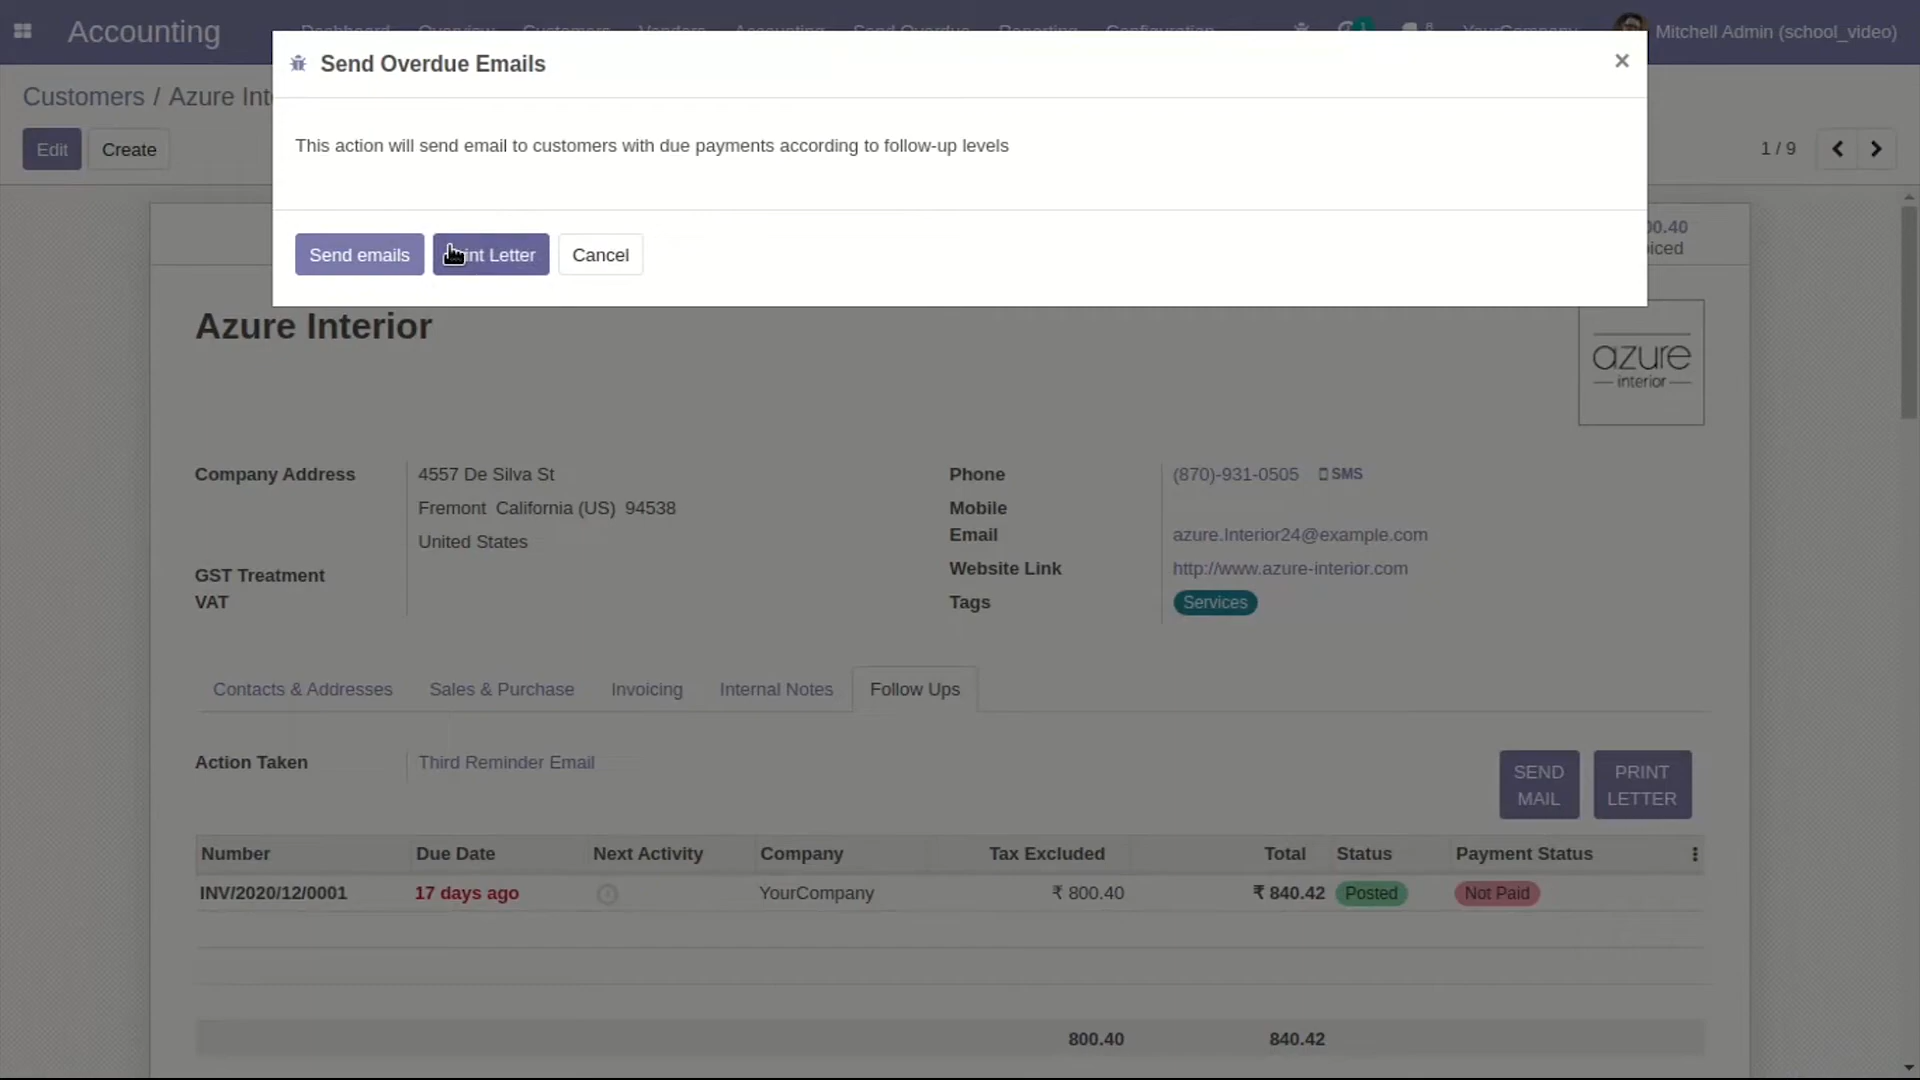 Accounting
Mitchell Admin (school_video)
Send Overdue Emails
×
Customers / Azure
Edit Create
1 / 9
This action will send email to customers with due payments according to follow-up levels
Send emails Letter Cancel
00.40
Azure Interior
azure
interior
Company Address 4557 De Silva St
Fremont California (US) 94538
United States
GST Treatment
VAT
Phone (870)-931-0505 SMS
Mobile
Email azure.Interior24@example.com
Website Link http://www.azure-interior.com
Tags Services
Contacts & Addresses Sales & Purchase Invoicing Internal Notes Follow Ups
Action Taken Third Reminder Email
SEND MAIL
PRINT LETTER
Number Due Date Next Activity Company Tax Excluded Total Status Payment Status
INV/2020/12/0001 17 days ago YourCompany ₹ 800.40 ₹ 840.42 Posted Not Paid
800.40 840.42